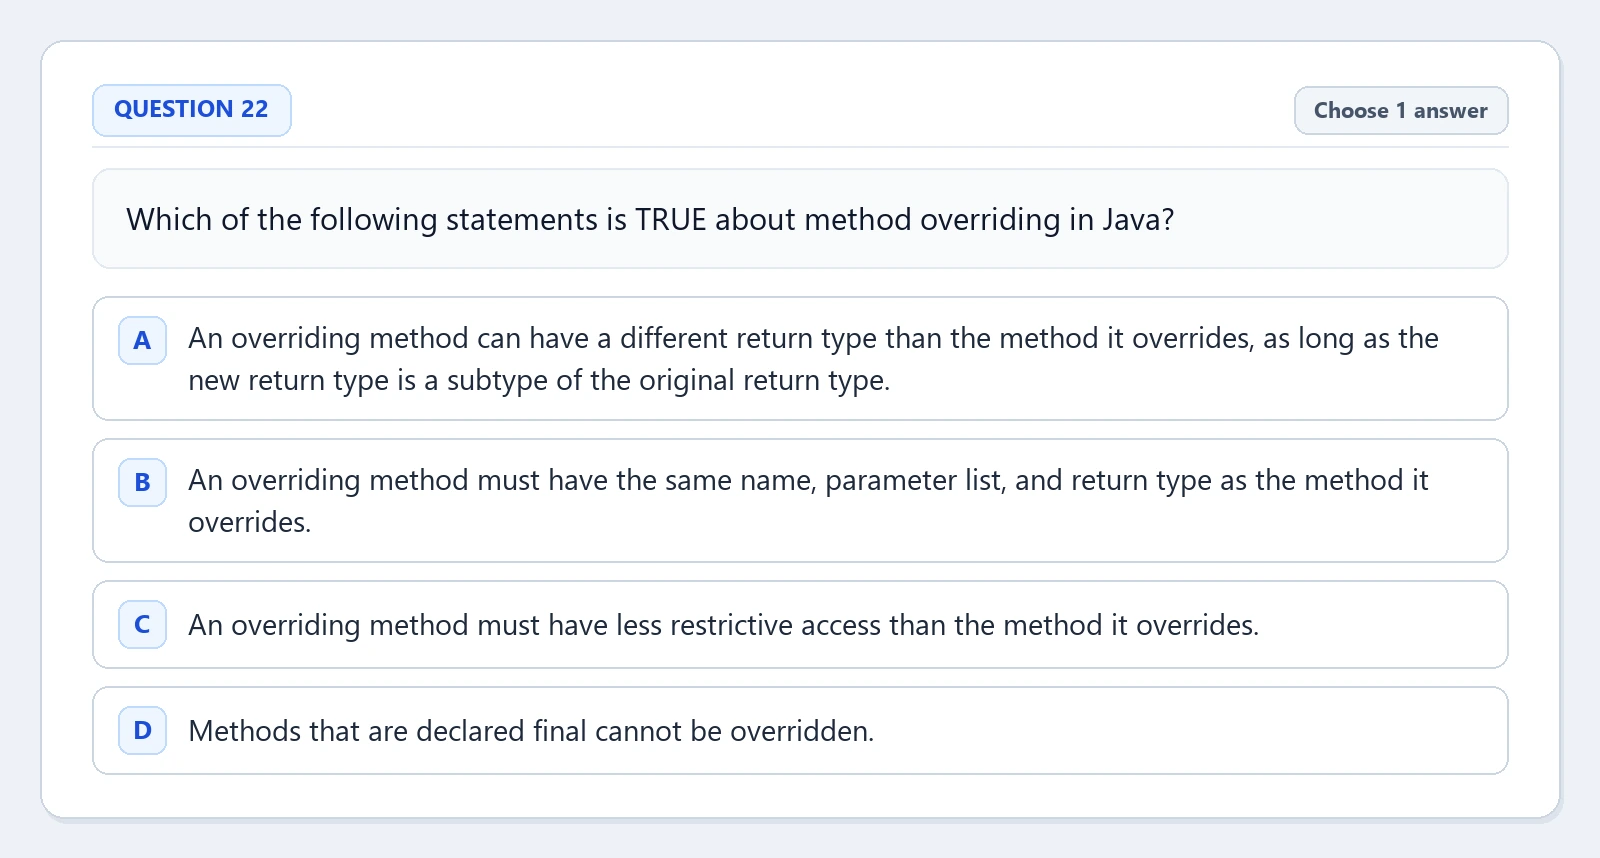 QUESTION 22
Choose 1 answer
Which of the following statements is TRUE about method overriding in Java?
A
An overriding method can have a different return type than the method it overrides, as long as the
new return type is a subtype of the original return type.
B
An overriding method must have the same name, parameter list, and return type as the method it
overrides.
C
An overriding method must have less restrictive access than the method it overrides.
D
Methods that are declared final cannot be overridden.